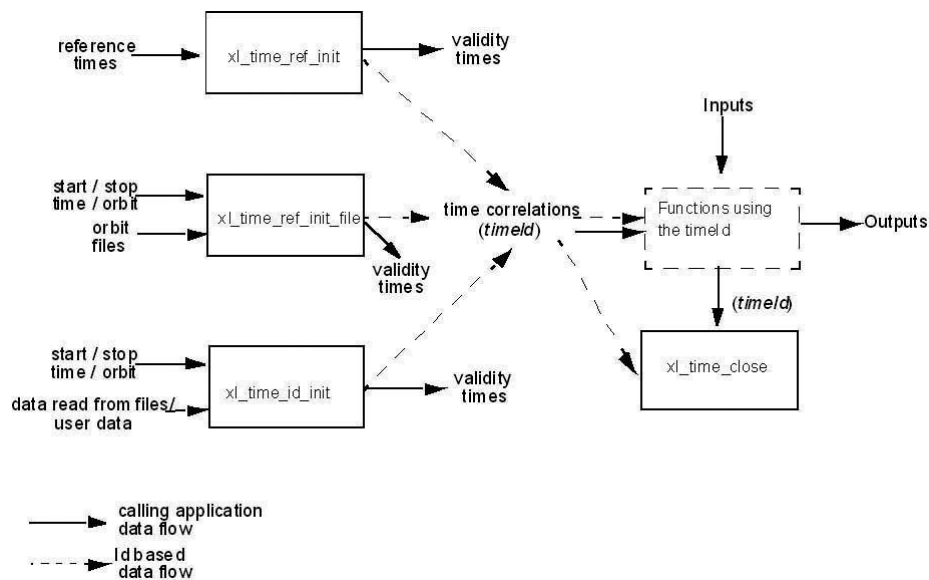 reference
times
xl_time_ref_init
validity
times
Inputs
start / stop
time / orbit
orbit
files
xl_time_ref_init_file
validity
times
time correlations
(timeId)
Functions using
the timeId
Outputs
(timeId)
xl_time_close
start / stop
time / orbit
data read from files/
user data
xl_time_id_init
validity
times
calling application
data flow
Id based
data flow